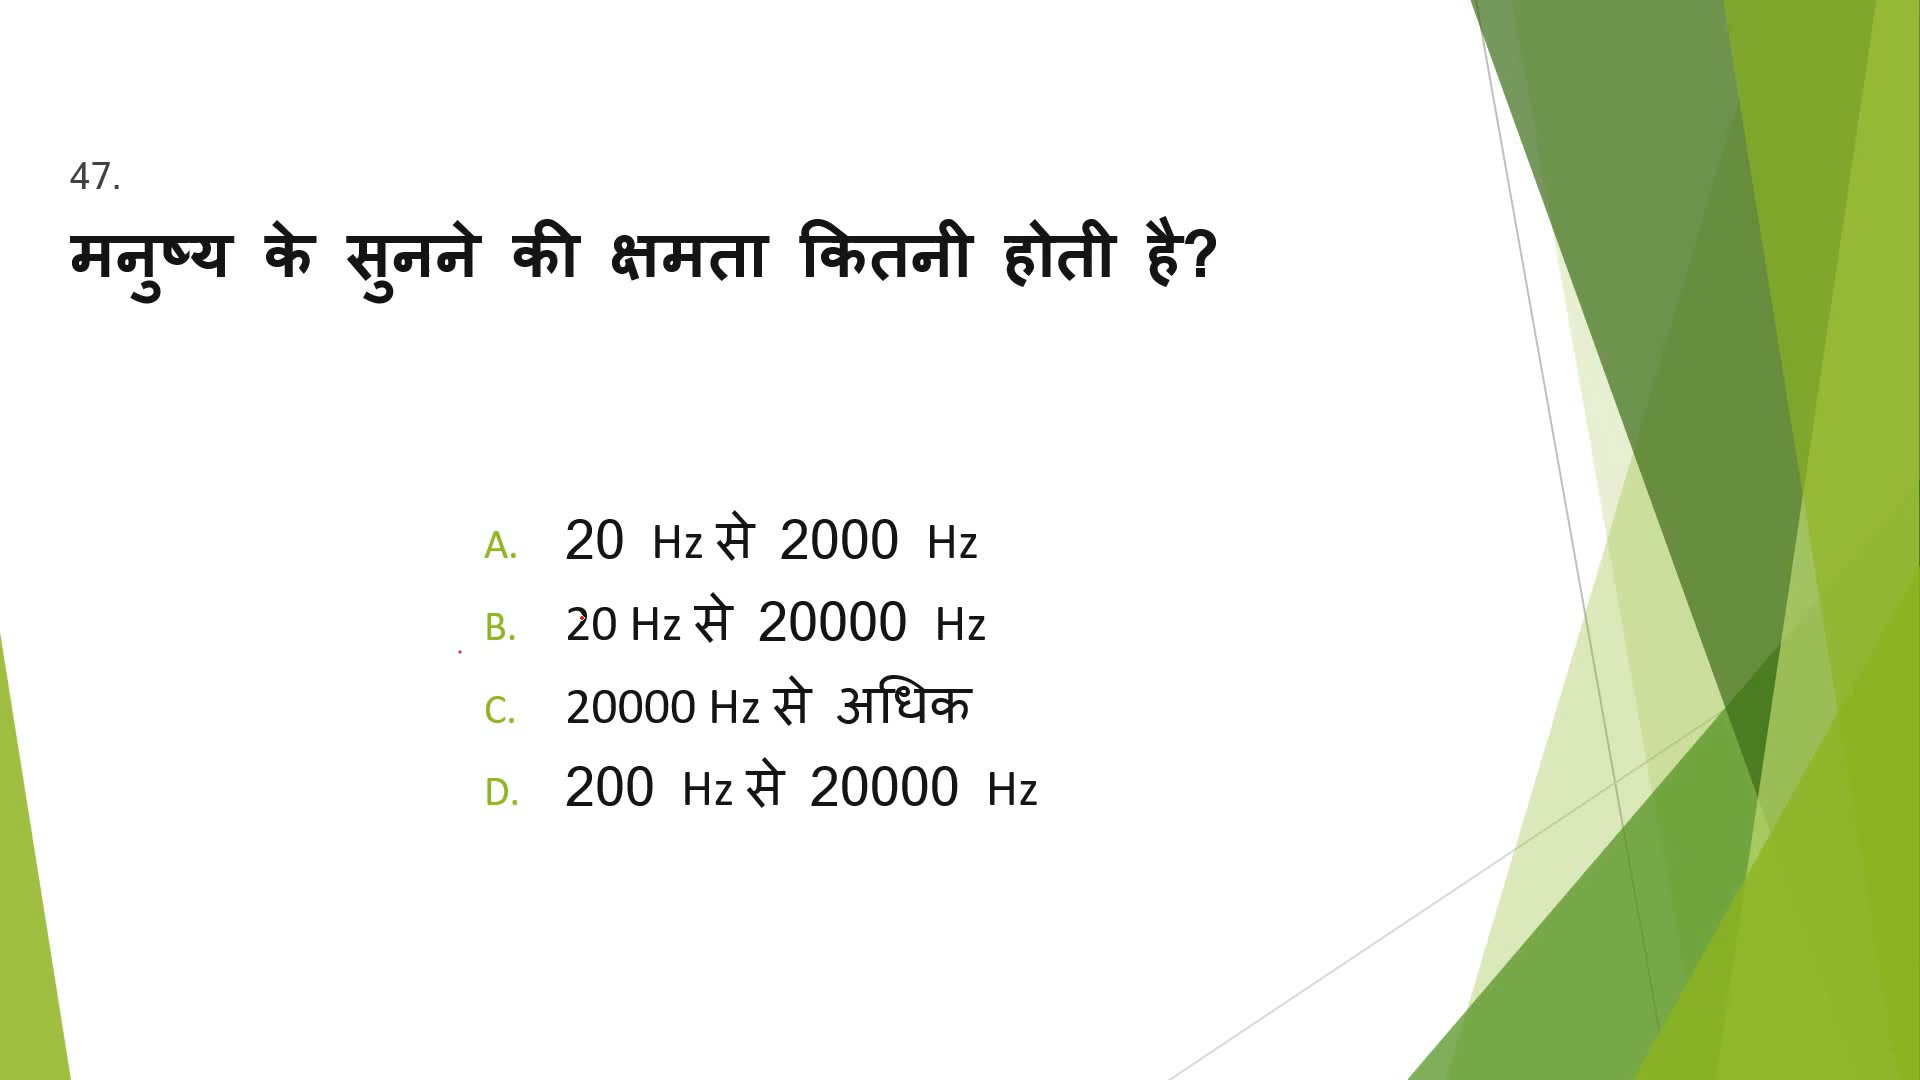 47.
मनुष्य के सुनने की क्षमता कितनी होती है?
A. 20 Hz से 2000 Hz
B. 20 Hz से 20000 Hz
C. 20000 Hz से अधिक
D. 200 Hz से 20000 Hz